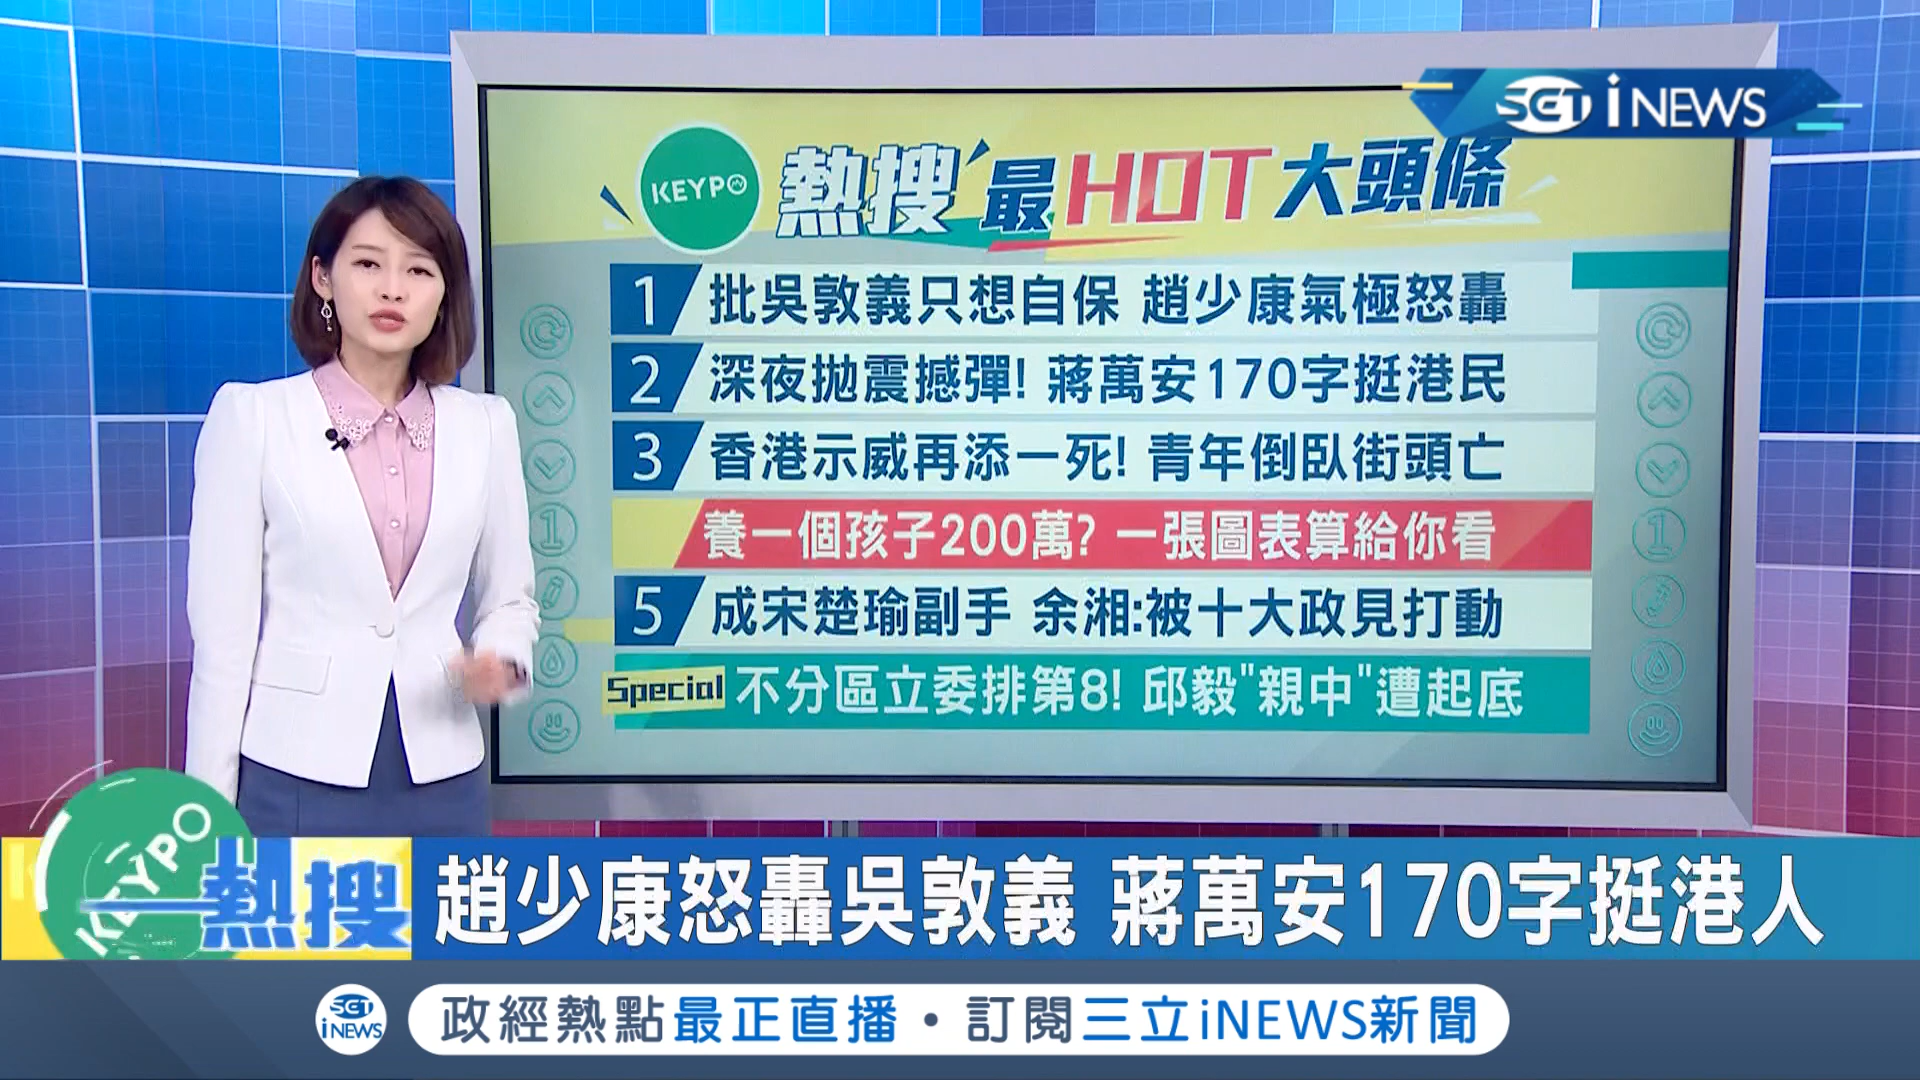 SET iNEWS
KEYPO 熱搜 最HOT大頭條
1 批吳敦義只想自保 趙少康氣極怒轟
2 深夜拋震撼彈! 蔣萬安170字挺港民
3 香港示威再添一死! 青年倒臥街頭亡
養一個孩子200萬? 一張圖表算給你看
5 成宋楚瑜副手 余湘:被十大政見打動
Special 不分區立委排第8! 邱毅"親中"遭起底
KEYPO
熱搜 趙少康怒轟吳敦義 蔣萬安170字挺港人
SET iNEWS 政經熱點最正直播・訂閱三立iNEWS新聞